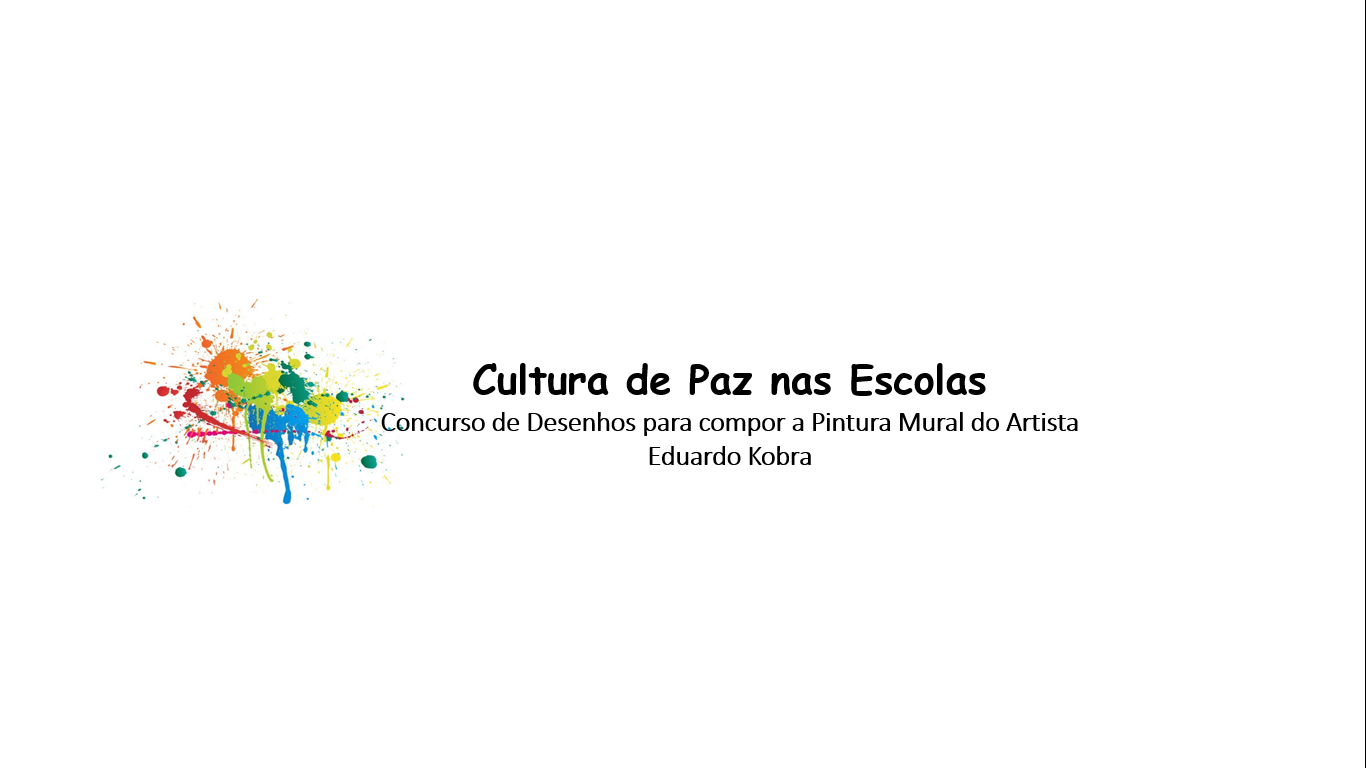 Cultura de Paz nas Escolas
Concurso de Desenhos para compor a Pintura Mural do Artista
Eduardo Kobra